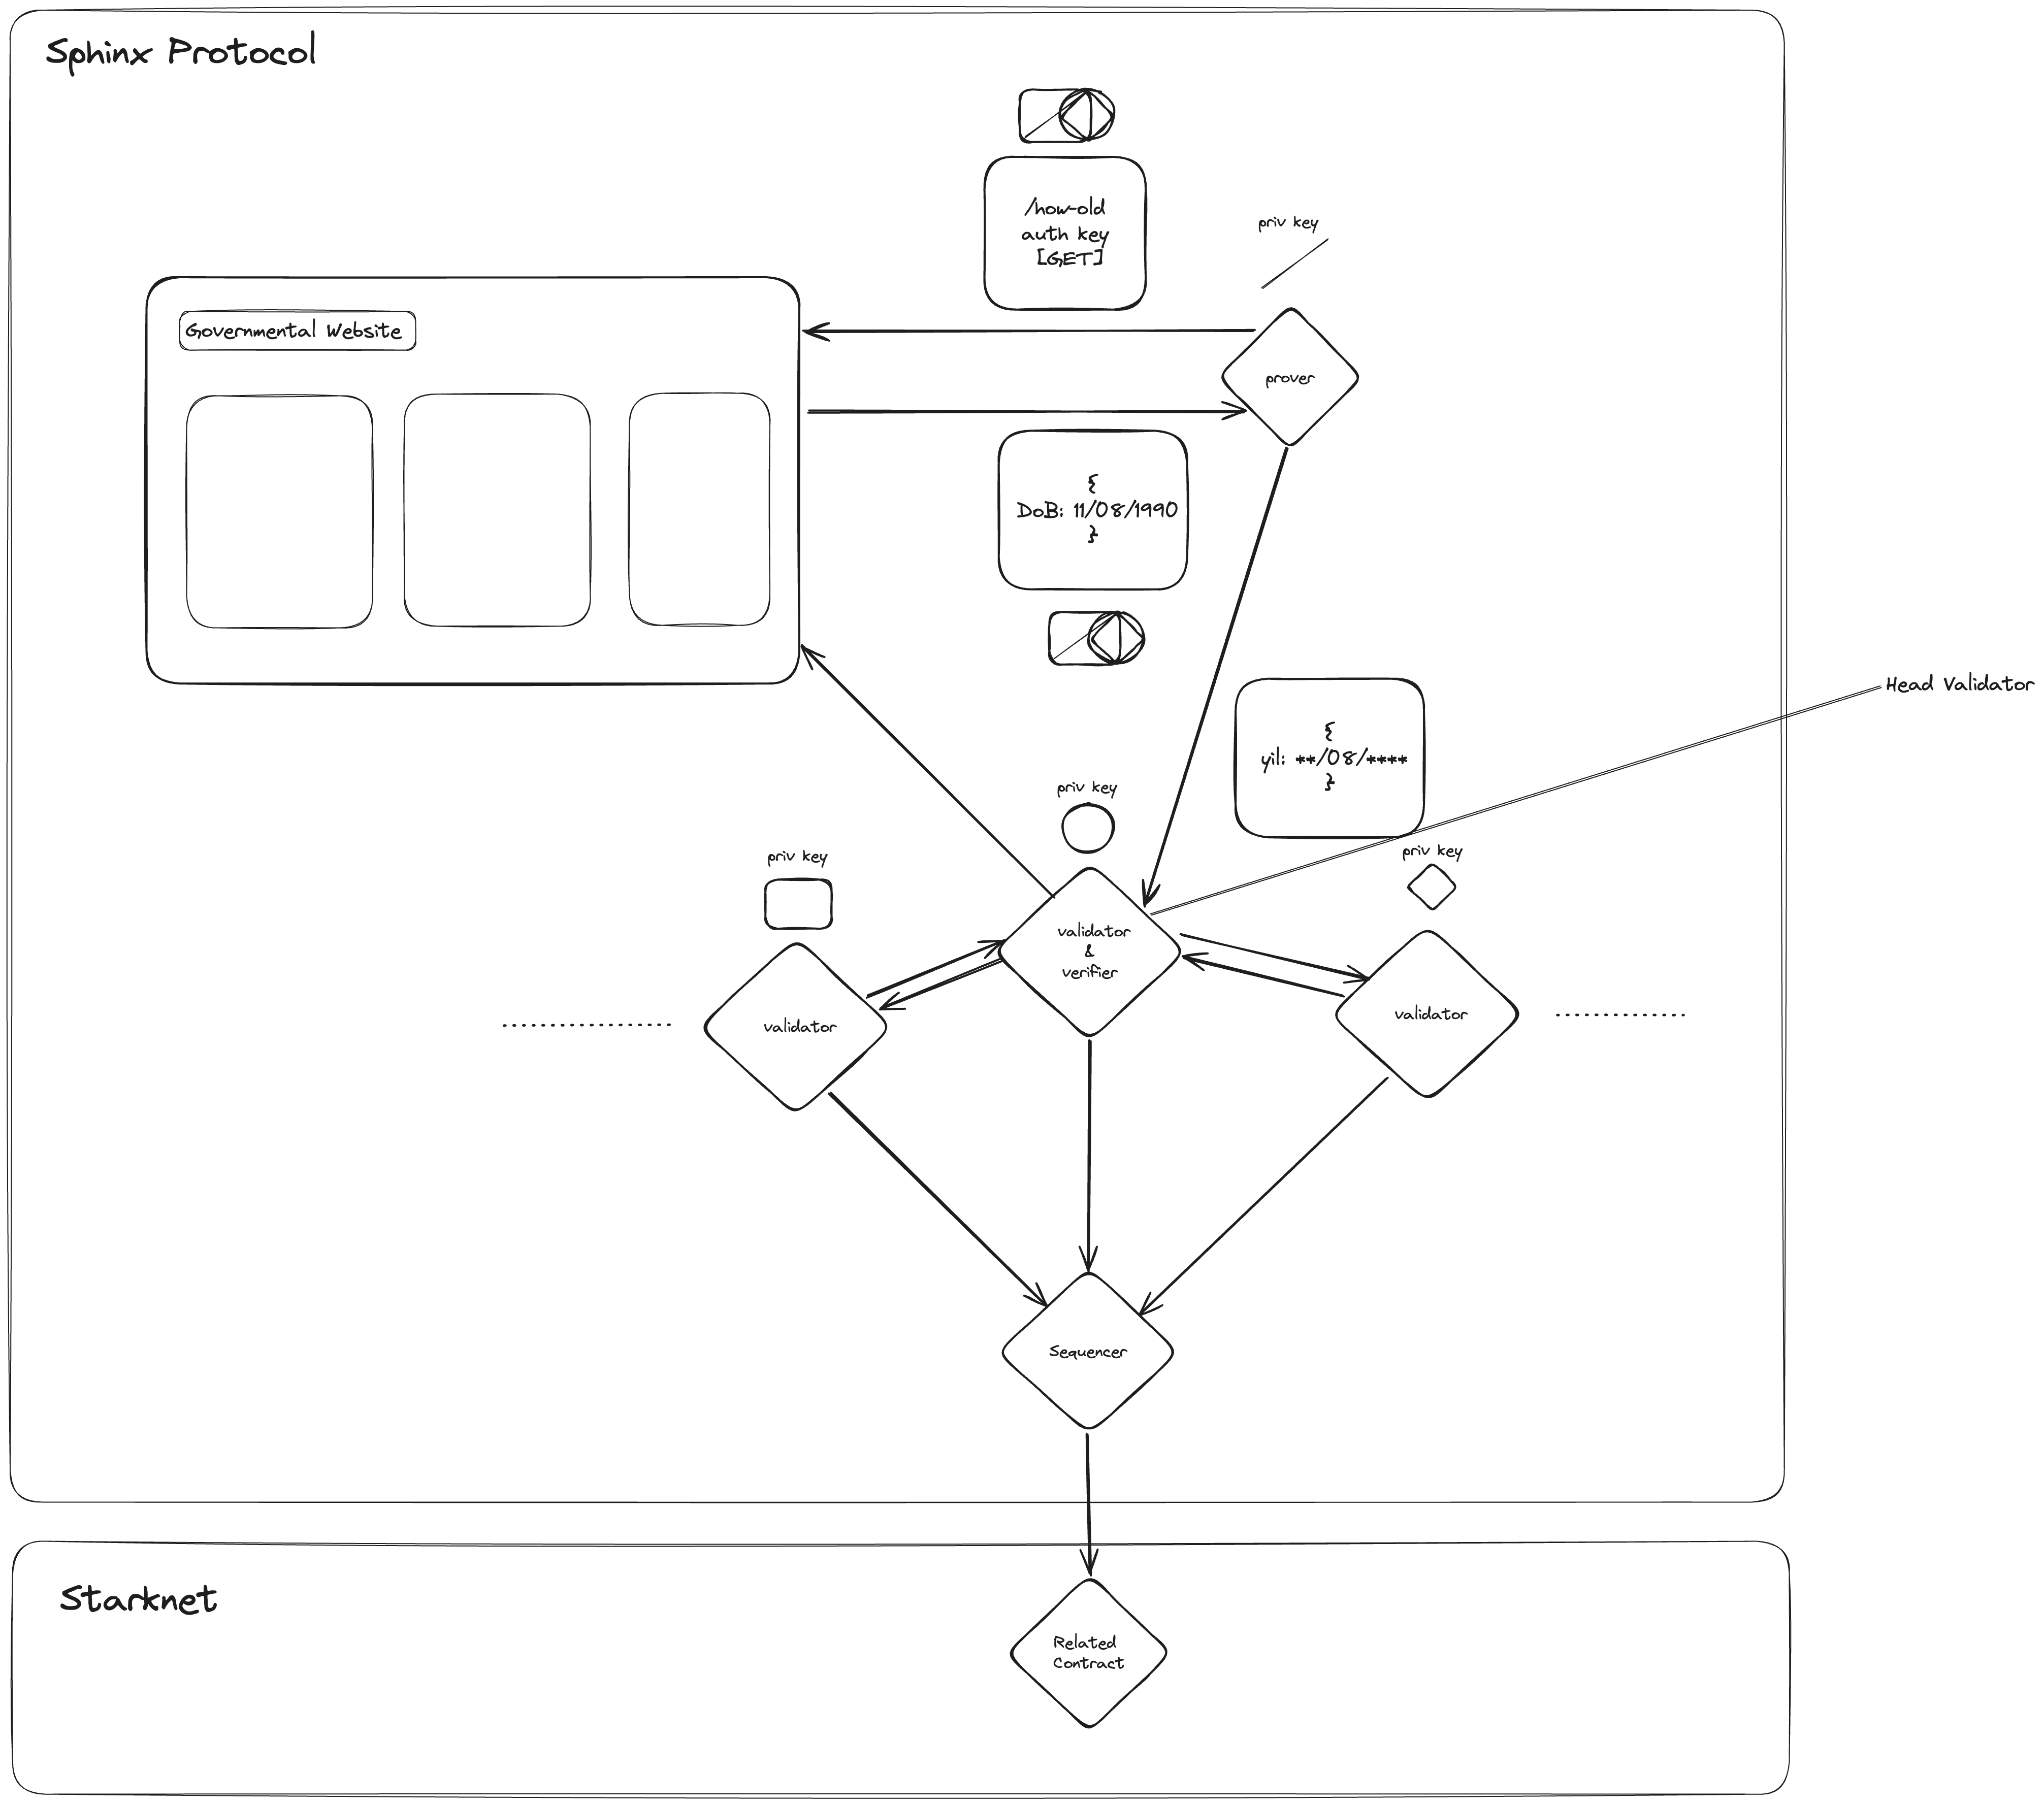 Sphinx Protocol
/how-old
auth key
[GET]
priv key
Governmental Website
prover
{
DoB: 11/08/1990
}
Head Validator
{
yil: **/08/****
}
priv key
priv key
priv key
validator
&
verifier
validator
validator
Sequencer
Starknet
Related
Contract